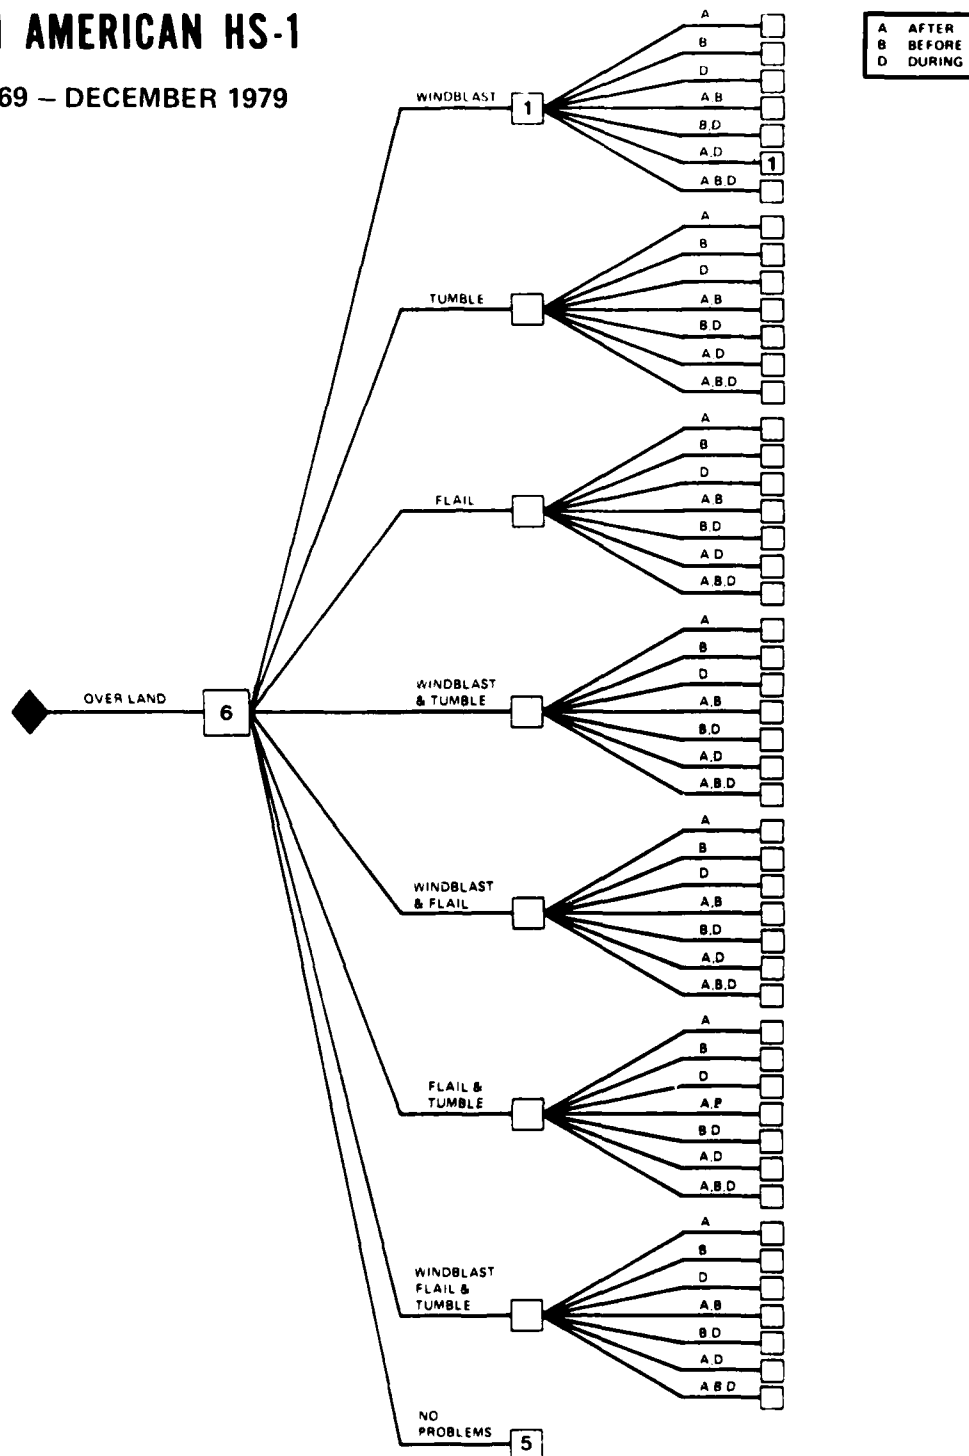 AMERICAN HS-1
69 – DECEMBER 1979
A AFTER
B BEFORE
D DURING
OVER LAND
6
WINDBLAST
1
A
B
D
A,B
B,D
A,D
1
A B,D
TUMBLE
A
B
D
A,B
B,D
A,D
A,B,D
FLAIL
A
B
D
A,B
B,D
A D
A,B,D
WINDBLAST
& TUMBLE
A
B
D
A,B
B,D
A,D
A,B,D
WINDBLAST
& FLAIL
A
B
D
A,B
B,D
A,D
A,B,D
FLAIL &
TUMBLE
A
B
D
B D
A,D
A,B,D
WINDBLAST
FLAIL &
TUMBLE
A
B
D
A,B
B D
A,D
A B D
NO
PROBLEMS
5